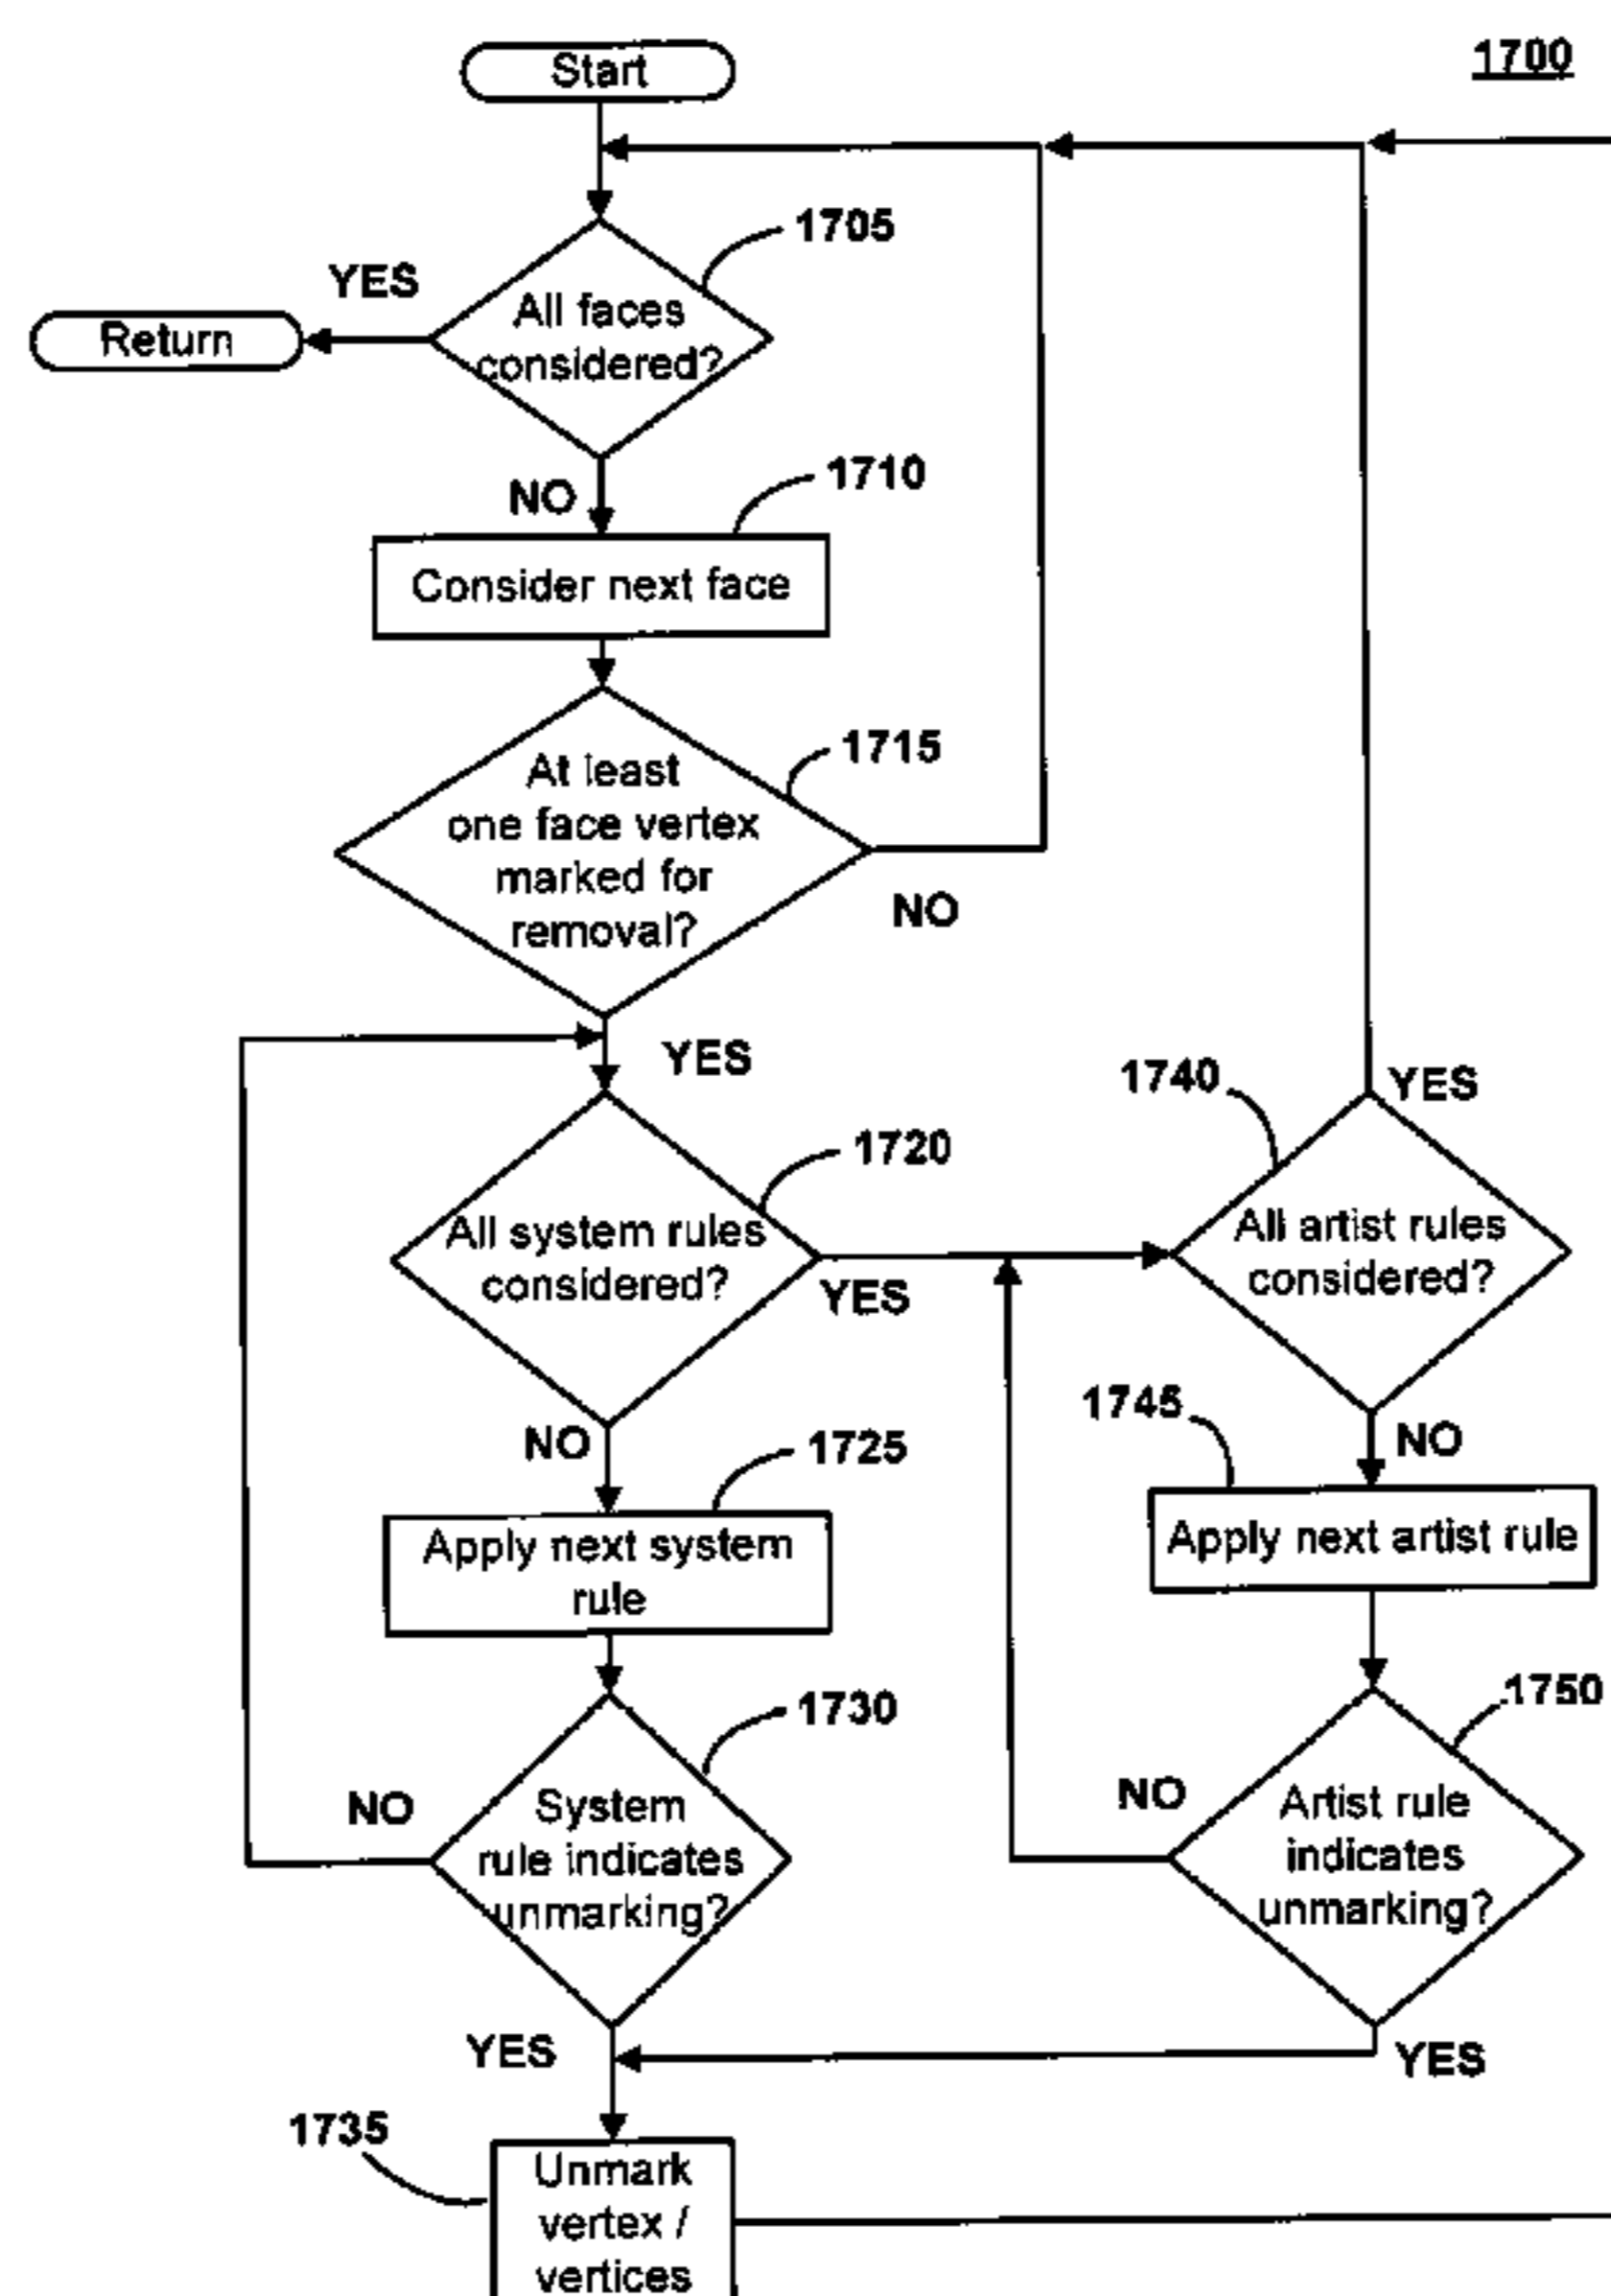 Start
1700
1705
YES
All faces
considered?
Return
NO
1710
Consider next face
1715
At least
one face vertex
marked for
removal?
NO
YES
1740
YES
1720
All system rules
considered?
YES
All artist rules
considered?
1745
NO
NO
1725
Apply next system
rule
Apply next artist rule
1730
1750
NO
System
rule indicates
unmarking?
NO
Artist rule
indicates
unmarking?
YES
YES
1735
Unmark
vertex /
vertices